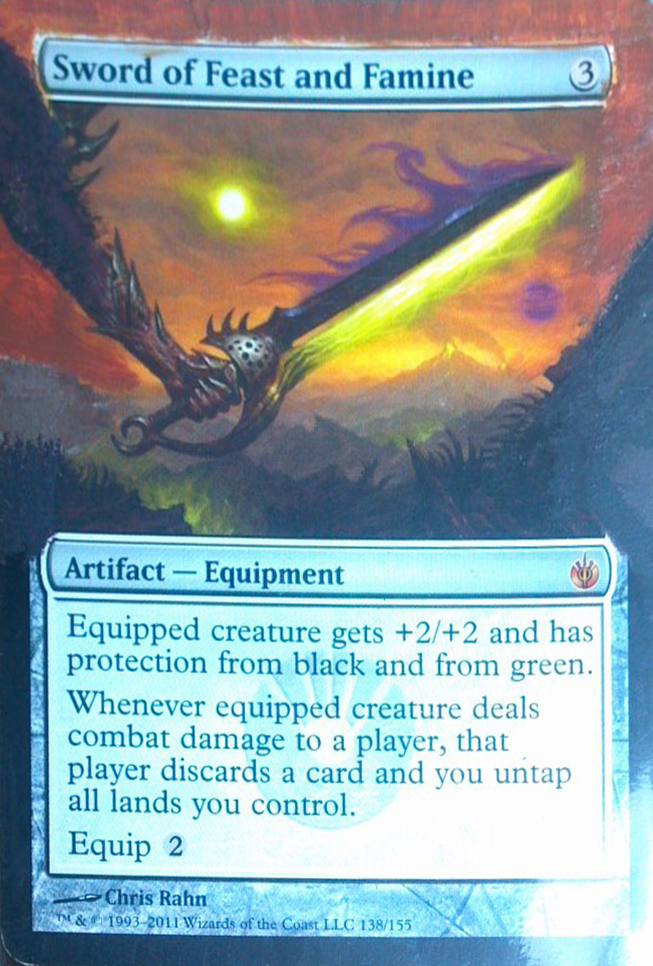 Sword of Feast and Famine 3
Artifact — Equipment
Equipped creature gets +2/+2 and has
protection from black and from green.
Whenever equipped creature deals
combat damage to a player, that
player discards a card and you untap
all lands you control.
Equip 2
Chris Rahn
™ & © 1993–2011 Wizards of the Coast LLC 138/155